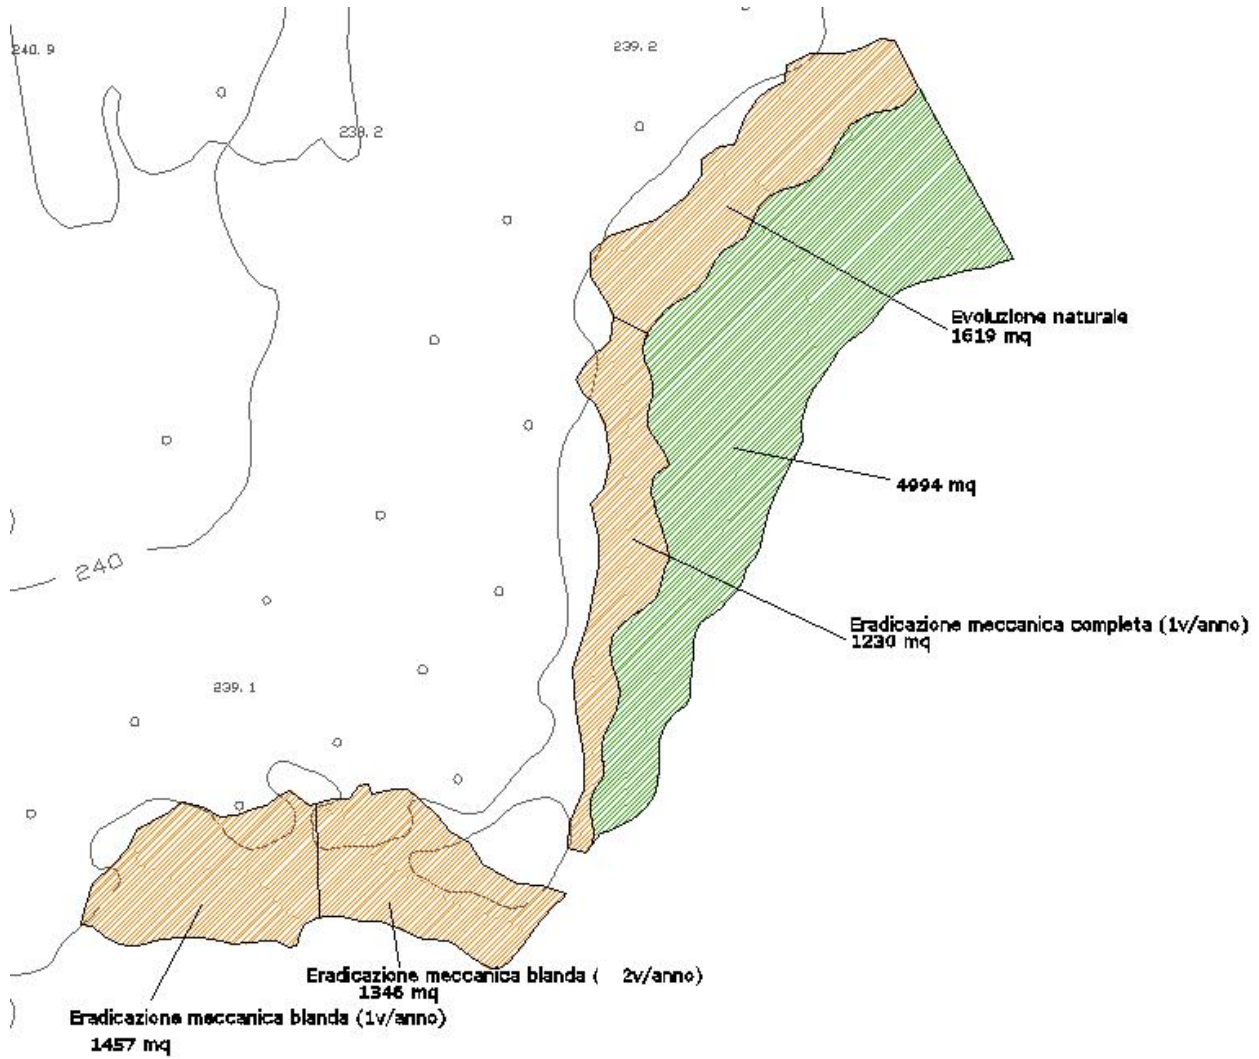 240.9
239.2
238.2
Evoluzione naturale
1619 mq
4994 mq
240
Eradicazione meccanica completa (1v/anno)
1230 mq
239.1
Eradicazione meccanica blanda ( 2v/anno)
1346 mq
Eradicazione meccanica blanda (1v/anno)
1457 mq